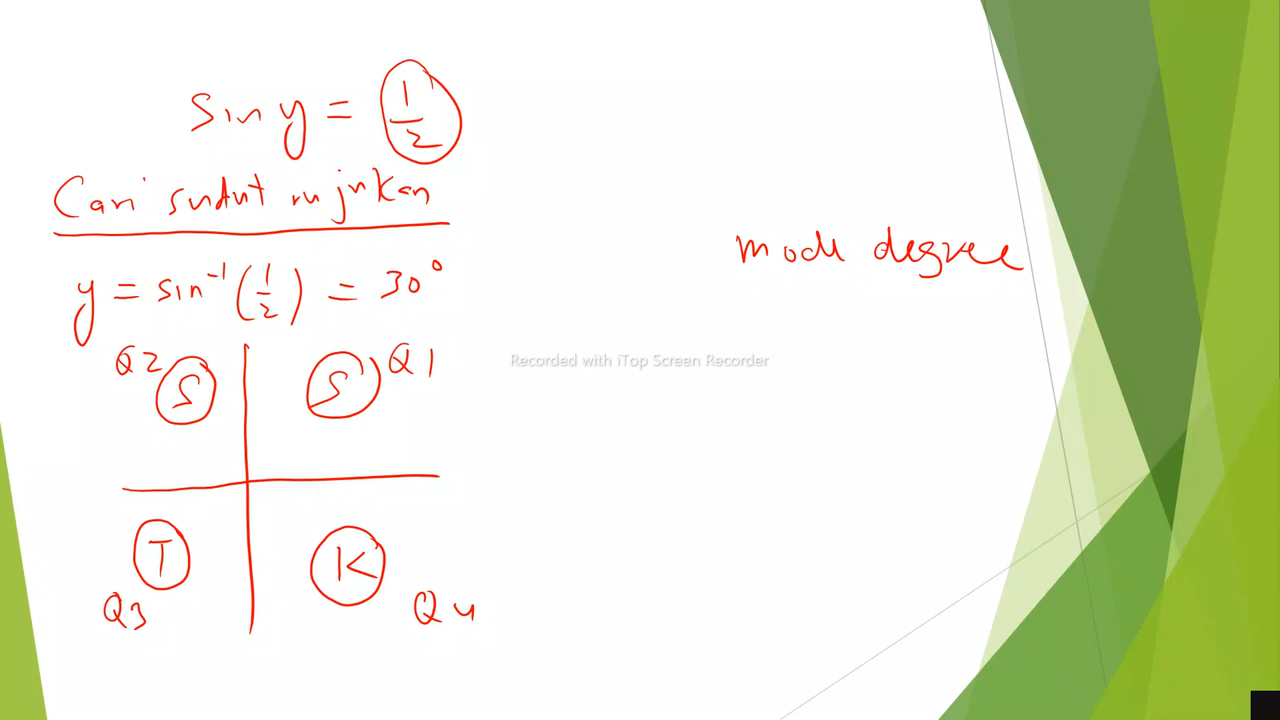 sin y = 1/2
Cari sudut rujukan
y = sin⁻¹(1/2) = 30°
mode degree
Q2 S S Q1
T K
Q3 Q4
Recorded with iTop Screen Recorder